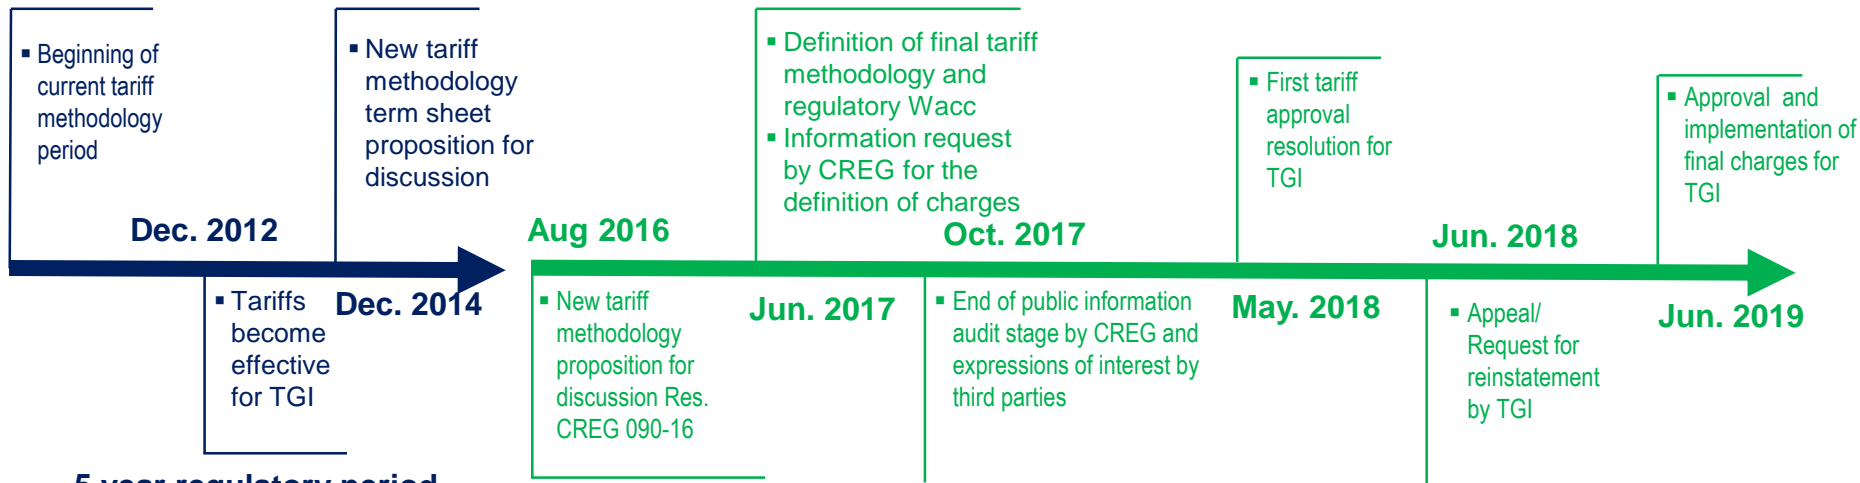 ▪ Beginning of
current tariff
methodology
period
▪ New tariff
methodology
term sheet
proposition for
discussion
▪ Definition of final tariff
methodology and
regulatory Wacc
▪ Information request
by CREG for the
definition of charges
▪ First tariff
approval
resolution for
TGI
▪ Approval and
implementation of
final charges for
TGI
Dec. 2012
Aug 2016
Oct. 2017
Jun. 2018
▪ Tariffs
become
effective
for TGI
Dec. 2014
▪ New tariff
methodology
proposition for
discussion Res.
CREG 090-16
Jun. 2017
▪ End of public information
audit stage by CREG and
expressions of interest by
third parties
May. 2018
▪ Appeal/
Request for
reinstatement
by TGI
Jun. 2019
5 year regulatory period